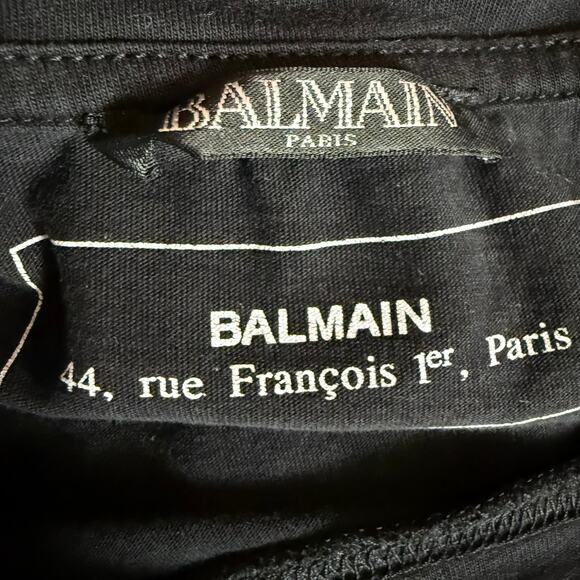 BALMAIN
PARIS
BALMAIN
44, rue François 1er, Paris